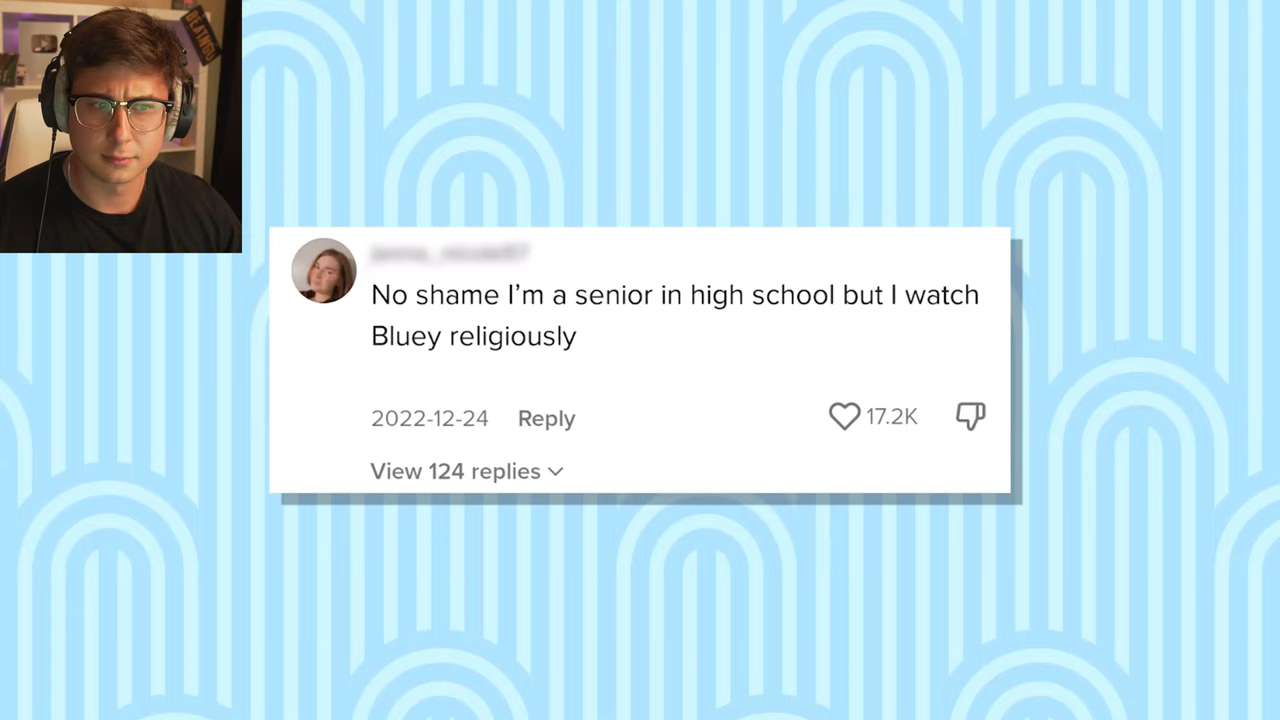 No shame I’m a senior in high school but I watch
Bluey religiously
2022-12-24 Reply
17.2K
View 124 replies